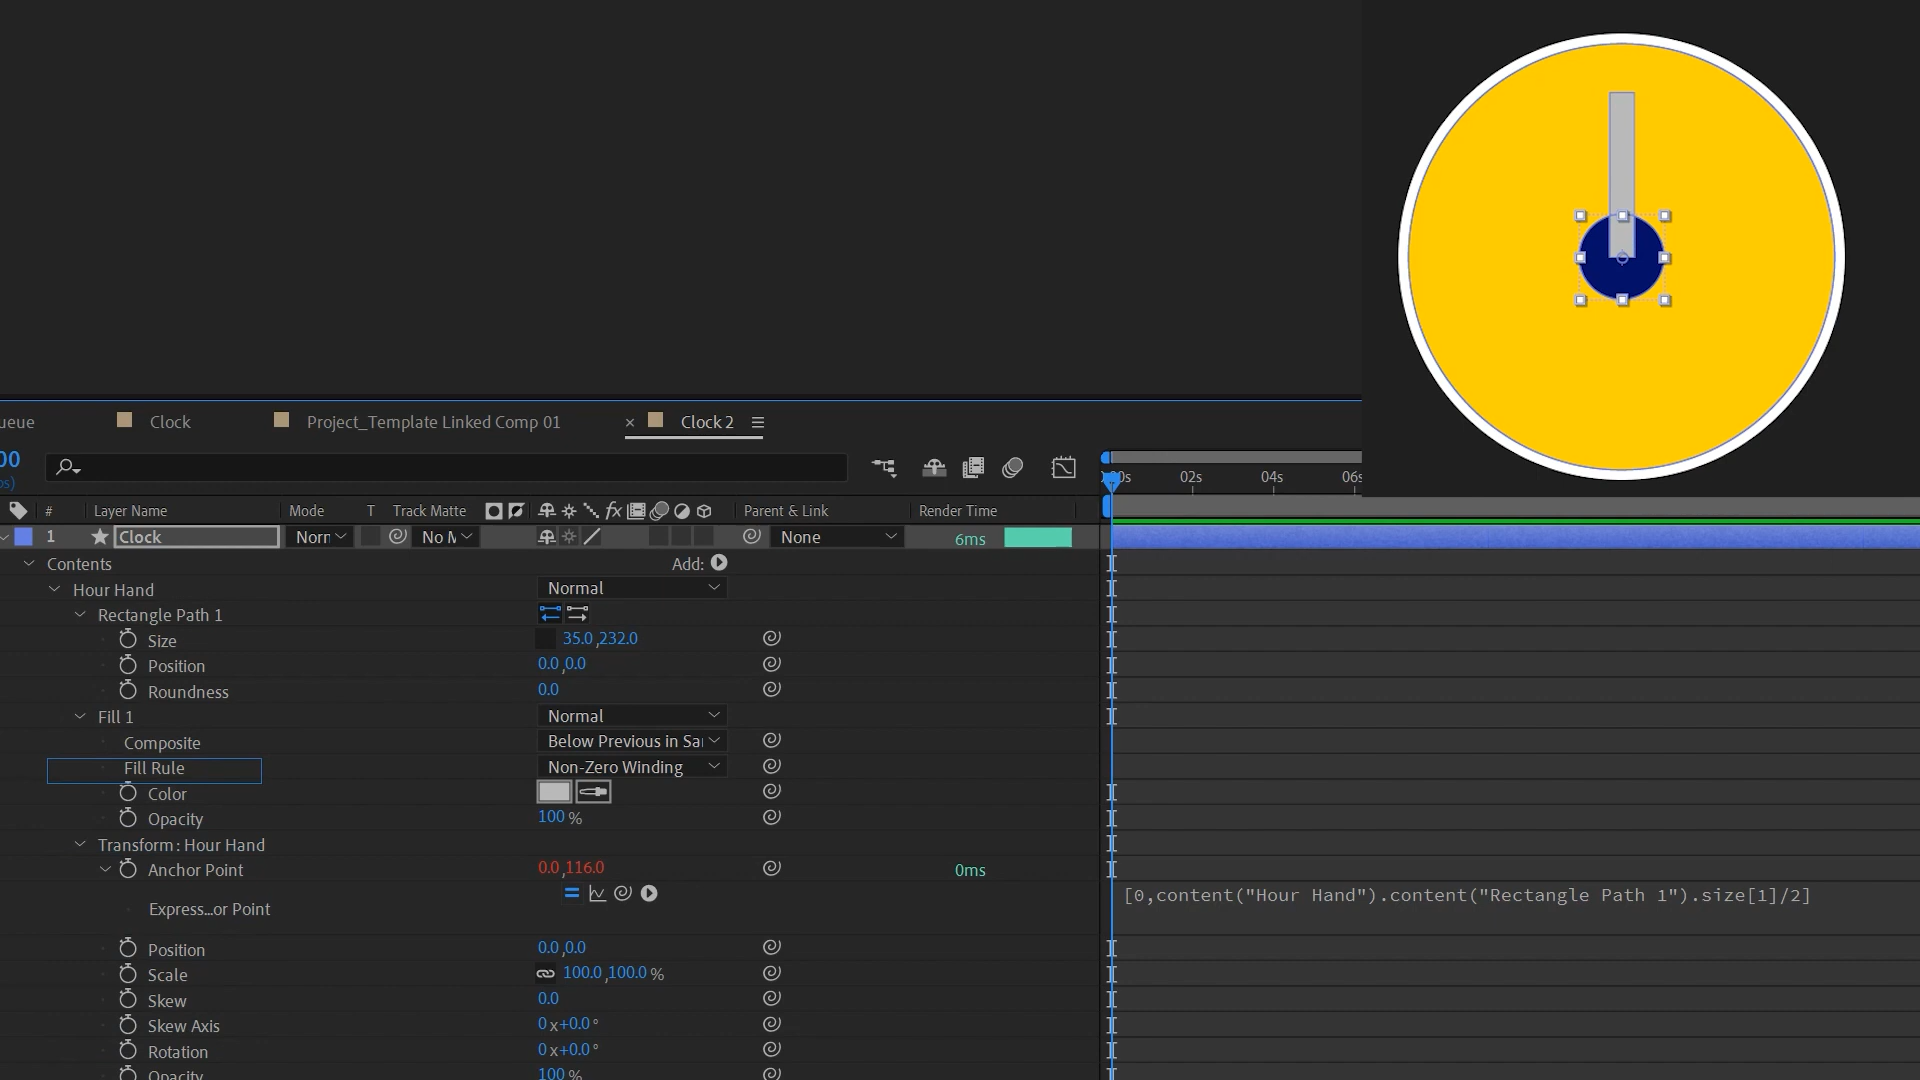 ueue
Clock
Project_Template Linked Comp 01
× Clock 2
00
os)
00s 02s 04s 06s
# Layer Name Mode T Track Matte fx Parent & Link Render Time
1 Clock Norn No M None 6ms
Contents Add:
Hour Hand Normal
Rectangle Path 1
Size 35.0,232.0
Position 0.0,0.0
Roundness 0.0
Fill 1 Normal
Composite Below Previous in Sa
Fill Rule Non-Zero Winding
Color
Opacity 100 %
Transform: Hour Hand
Anchor Point 0.0,116.0 0ms
Express...or Point [0,content("Hour Hand").content("Rectangle Path 1").size[1]/2]
Position 0.0,0.0
Scale 100.0,100.0 %
Skew 0.0
Skew Axis 0 x+0.0 °
Rotation 0 x+0.0 °
Opacity 100 %